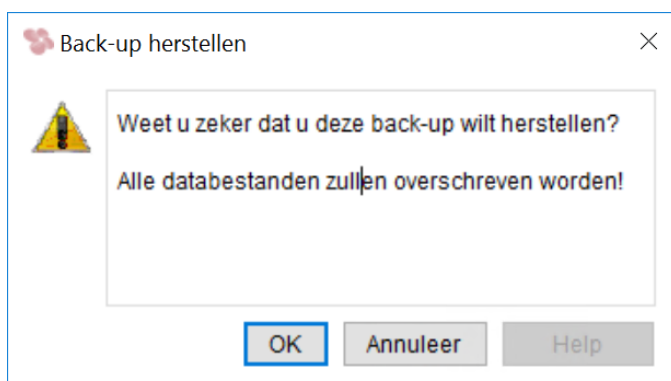 Back-up herstellen
Weet u zeker dat u deze back-up wilt herstellen?
Alle databestanden zullen overschreven worden!
OK Annuleer Help